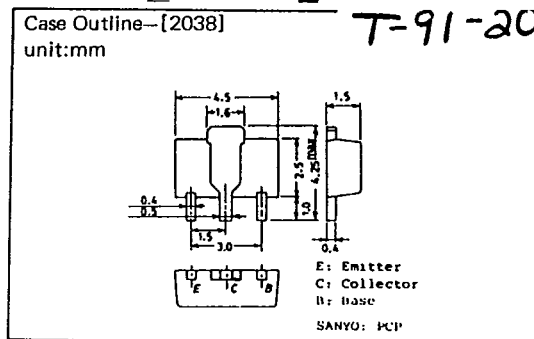 Case Outline—[2038]
T-91-20
unit:mm
4.5
1.6
1.5
2.5
4.25max
1.0
0.4
0.5
1.5
3.0
0.4
E C B
E: Emitter
C: Collector
B: Base
SANYO: PCP